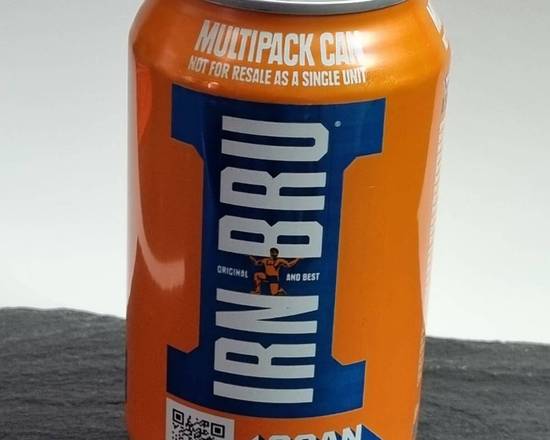 MULTIPACK CAN
NOT FOR RESALE AS A SINGLE UNIT
IRN-BRU
ORIGINAL AND BEST